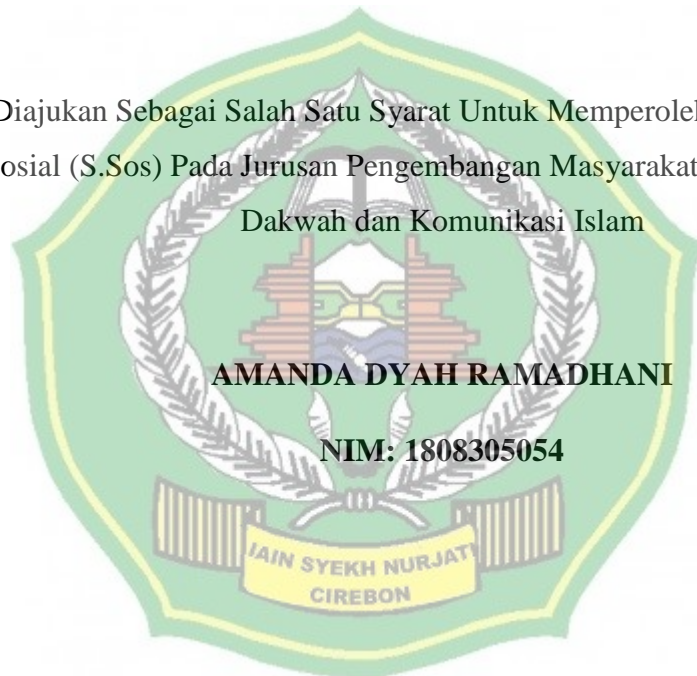 Diajukan Sebagai Salah Satu Syarat Untuk Memperoleh
osial (S.Sos) Pada Jurusan Pengembangan Masyarakat
Dakwah dan Komunikasi Islam
AMANDA DYAH RAMADHANI
NIM: 1808305054
IAIN SYEKH NURJATI
CIREBON